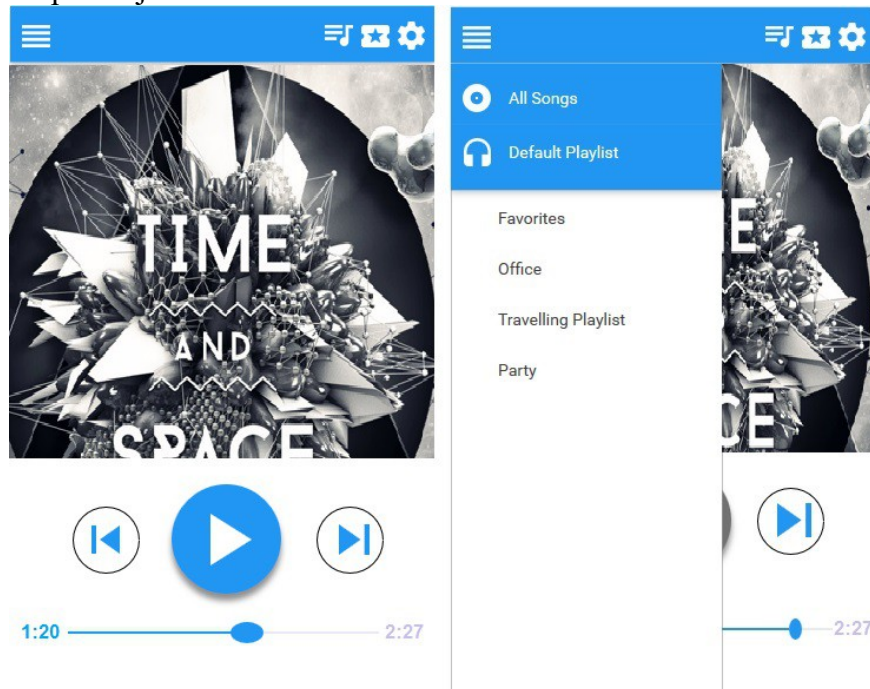 TIME
AND
SPACE
1:20
2:27
All Songs
Default Playlist
Favorites
Office
Travelling Playlist
Party
E
CE
2:27